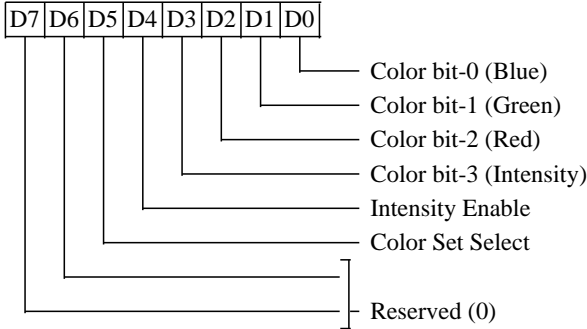 D7 D6 D5 D4 D3 D2 D1 D0
Color bit-0 (Blue)
Color bit-1 (Green)
Color bit-2 (Red)
Color bit-3 (Intensity)
Intensity Enable
Color Set Select
Reserved (0)